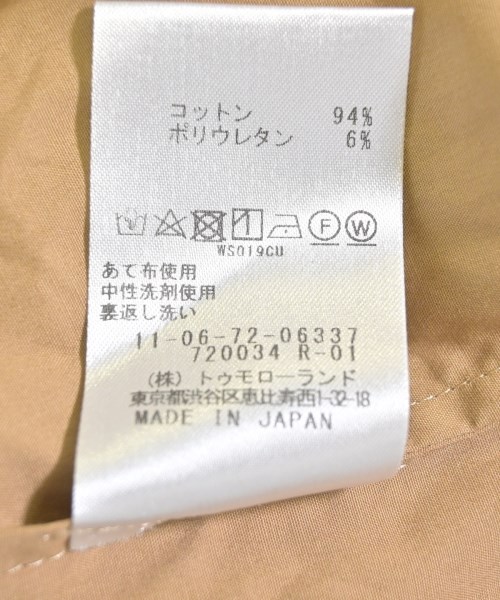 コットン 94%
ポリウレタン 6%
F W
WS019CU
あて布使用
中性洗剤使用
裏返し洗い
11-06-72-06337
720034 R-01
(株) トゥモローランド
東京都渋谷区恵比寿西1-32-18
MADE IN JAPAN